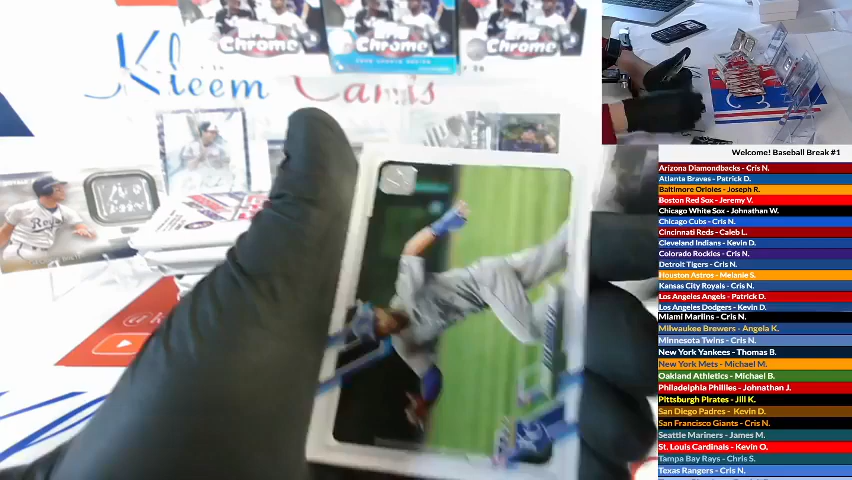 Chrome
Chrome
Chrome
Kleem Cards
Royals
Welcome! Baseball Break #1
Arizona Diamondbacks - Cris N.
Atlanta Braves - Patrick D.
Baltimore Orioles - Joseph R.
Boston Red Sox - Jeremy V.
Chicago White Sox - Johnathan W.
Chicago Cubs - Cris N.
Cincinnati Reds - Caleb L.
Cleveland Indians - Kevin D.
Colorado Rockies - Cris N.
Detroit Tigers - Cris N.
Houston Astros - Melanie S.
Kansas City Royals - Cris N.
Los Angeles Angels - Patrick D.
Los Angeles Dodgers - Kevin D.
Miami Marlins - Cris N.
Milwaukee Brewers - Angela K.
Minnesota Twins - Cris N.
New York Yankees - Thomas B.
New York Mets - Michael M.
Oakland Athletics - Michael B.
Philadelphia Phillies - Johnathan J.
Pittsburgh Pirates - Jill K.
San Diego Padres - Kevin D.
San Francisco Giants - Cris N.
Seattle Mariners - James M.
St. Louis Cardinals - Kevin O.
Tampa Bay Rays - Chris S.
Texas Rangers - Cris N.